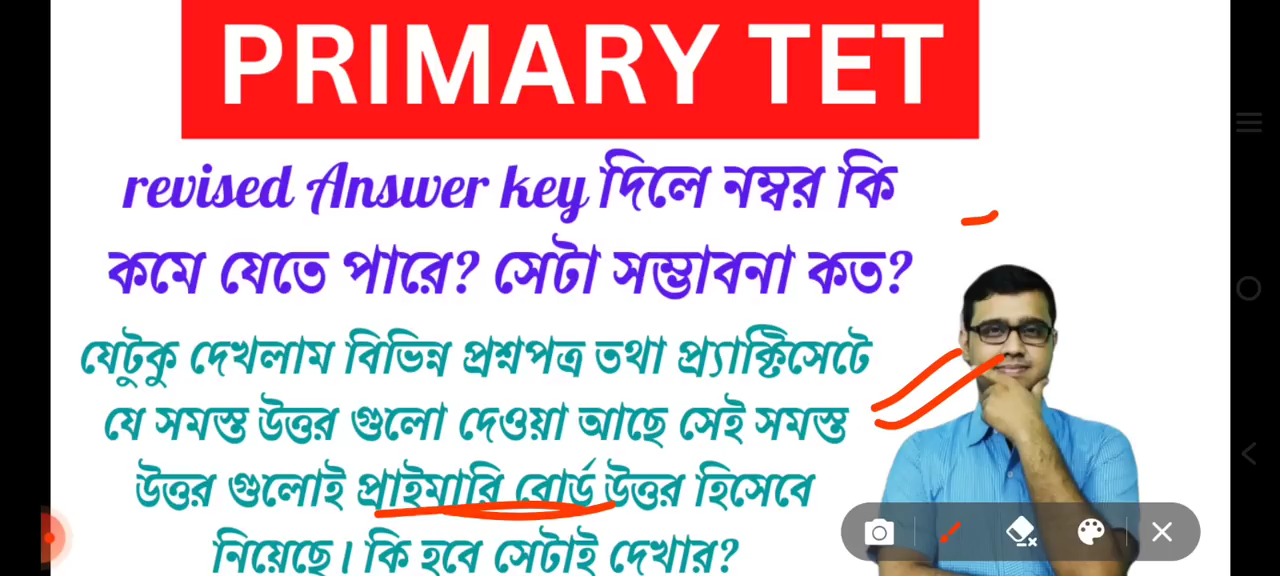 PRIMARY TET
revised Answer key দিলে নম্বর কি
কমে যেতে পারে? সেটা সম্ভাবনা কত?
যেটুকু দেখলাম বিভিন্ন প্রশ্নপত্র তথা প্র্যাক্টিসেটে
যে সমস্ত উত্তর গুলো দেওয়া আছে সেই সমস্ত
উত্তর গুলোই প্রাইমারি বোর্ড উত্তর হিসেবে
নিয়েছে। কি হবে সেটাই দেখার?